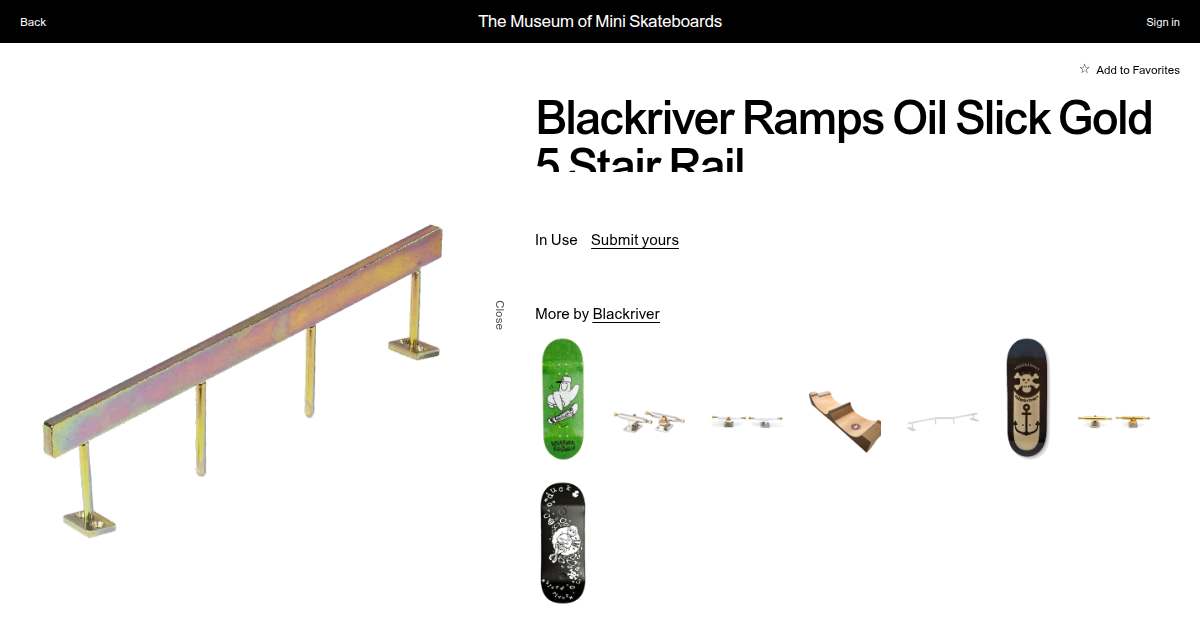 Back
The Museum of Mini Skateboards
Sign in
☆ Add to Favorites
Blackriver Ramps Oil Slick Gold
5 Stair Rail
In Use Submit yours
Close
More by Blackriver